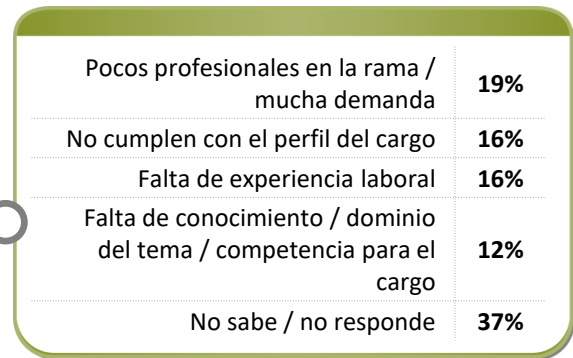 Pocos profesionales en la rama /
mucha demanda
19%
No cumplen con el perfil del cargo 16%
Falta de experiencia laboral 16%
Falta de conocimiento / dominio
del tema / competencia para el
cargo
12%
No sabe / no responde 37%